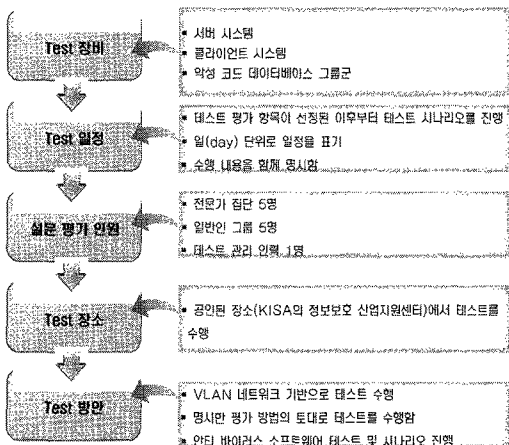 Test 장비
▪ 서버 시스템
▪ 클라이언트 시스템
▪ 악성 코드 데이터베이스 그룹군
Test 일정
▪ 테스트 평가 항목이 선정된 이후부터 테스트 시나리오를 진행
▪ 일(day) 단위로 일정을 표기
▪ 수행 내용을 함께 명시함
설문 평가 인원
▪ 전문가 집단 5명
▪ 일반인 그룹 5명
▪ 테스트 관리 인력 1명
Test 장소
▪ 공인된 장소(KISA의 정보보호 산업지원센터)에서 테스트를
수행
Test 방안
▪ VLAN 네트워크 기반으로 테스트 수행
▪ 명시한 평가 방법의 토대로 테스트를 수행함
▪ 안티 바이러스 소프트웨어 테스트 및 시나리오 진행